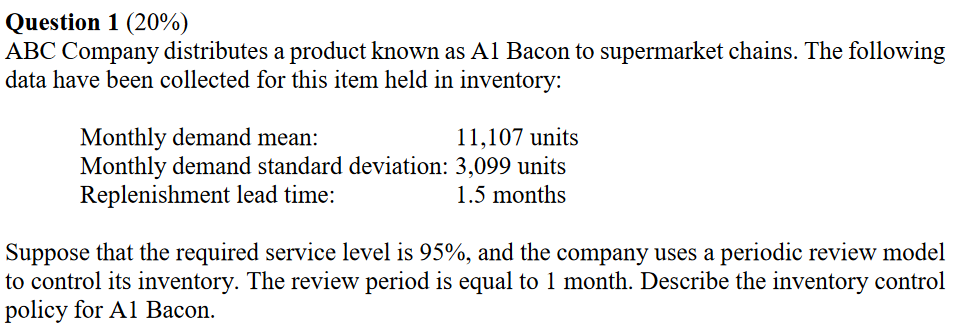 Question 1 (20%)
ABC Company distributes a product known as A1 Bacon to supermarket chains. The following
data have been collected for this item held in inventory:
Monthly demand mean: 11,107 units
Monthly demand standard deviation: 3,099 units
Replenishment lead time: 1.5 months
Suppose that the required service level is 95%, and the company uses a periodic review model
to control its inventory. The review period is equal to 1 month. Describe the inventory control
policy for A1 Bacon.